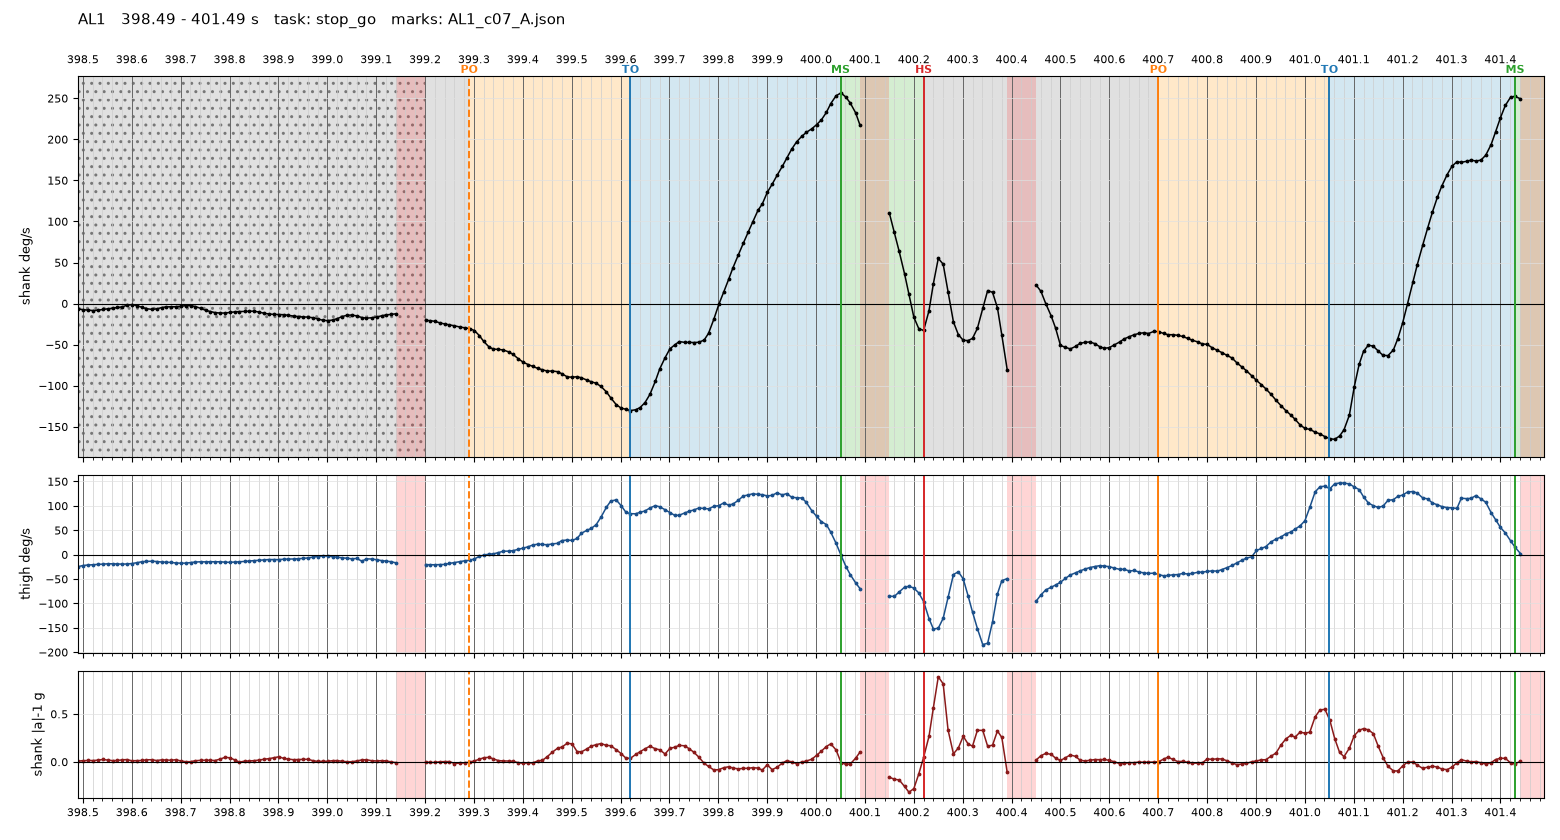 AL1 398.49 - 401.49 s task: stop_go marks: AL1_c07_A.json
398.5 398.6 398.7 398.8 398.9 399.0 399.1 399.2 399.3 399.4 399.5 399.6 399.7 399.8 399.9 400.0 400.1 400.2 400.3 400.4 400.5 400.6 400.7 400.8 400.9 401.0 401.1 401.2 401.3 401.4
PO TO MS HS PO TO MS
shank deg/s
250
200
150
100
50
0
−50
−100
−150
thigh deg/s
150
100
50
0
−50
−100
−150
−200
shank |a|-1 g
0.5
0.0
398.5 398.6 398.7 398.8 398.9 399.0 399.1 399.2 399.3 399.4 399.5 399.6 399.7 399.8 399.9 400.0 400.1 400.2 400.3 400.4 400.5 400.6 400.7 400.8 400.9 401.0 401.1 401.2 401.3 401.4